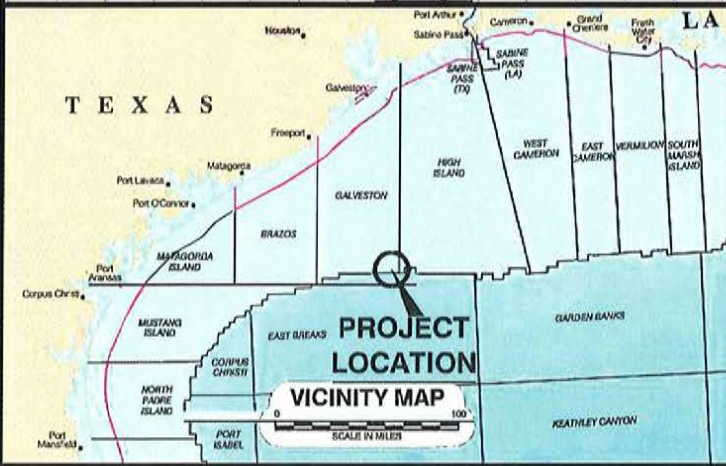 Port Arthur
Cameron
Grand
Cheniere
Fresh
Water
City
LA
Houston
Sabine Pass
SABINE
PASS
(TX)
SABINE
PASS
(LA)
TEXAS
Galveston
Freeport
HIGH
ISLAND
WEST
CAMERON
EAST
CAMERON
VERMILION
SOUTH
MARSH
ISLAND
Matagorda
Port Lavaca
Port O'Connor
GALVESTON
BRAZOS
MATAGORDA
ISLAND
Port
Aransas
Corpus Christi
MUSTANG
ISLAND
EAST BREAKS
PROJECT
LOCATION
GARDEN BANKS
CORPUS
CHRISTI
NORTH
PADRE
ISLAND
VICINITY MAP
0
100
SCALE IN MILES
KEATHLEY CANYON
Port
Mansfield
PORT
ISABEL